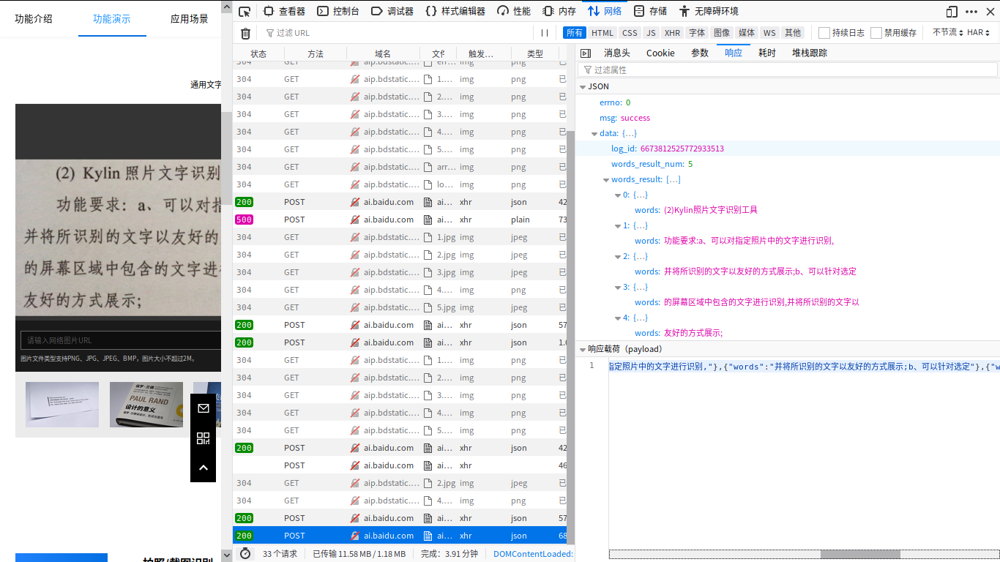 功能介绍 功能演示 应用场景
通用文字
(2) Kylin 照片文字识别
功能要求：a、可以对指
并将所识别的文字以友好的
的屏幕区域中包含的文字进
友好的方式展示;
请输入网络图片URL
图片文件类型支持PNG、JPG、JPEG、BMP，图片大小不超过2M。
保罗·兰德
PAUL RAND
设计的意义
拍照/截图识别
查看器 控制台 调试器 样式编辑器 性能 内存 网络 存储 无障碍环境
过滤 URL 所有 HTML CSS JS XHR 字体 图像 媒体 WS 其他 持续日志 禁用缓存 不节流 HAR
状态 方法 域名 文件 触发… 类型
304 GET aip.bdstatic.… err… img png 已
304 GET aip.bdstatic.… 1.… img png 已
304 GET aip.bdstatic.… 2.… img png 已
304 GET aip.bdstatic.… 3.… img png 已
304 GET aip.bdstatic.… 4.… img png 已
304 GET aip.bdstatic.… 5.… img png 已
304 GET aip.bdstatic.… arr… img png 已
304 GET aip.bdstatic.… lo… img png 已
200 POST ai.baidu.com ai… xhr json 42
500 POST ai.baidu.com ai… xhr plain 73
304 GET aip.bdstatic.… 1.jpg img jpeg 已
304 GET aip.bdstatic.… 2.jpg img jpeg 已
304 GET aip.bdstatic.… 3.jpg img jpeg 已
304 GET aip.bdstatic.… 4.… img png 已
304 GET aip.bdstatic.… 5.jpg img jpeg 已
200 POST ai.baidu.com ai… xhr json 57
200 POST ai.baidu.com ai… xhr json 1.0
304 GET aip.bdstatic.… 1.… img png 已
304 GET aip.bdstatic.… 2.… img png 已
304 GET aip.bdstatic.… 3.… img png 已
304 GET aip.bdstatic.… 4.… img png 已
304 GET aip.bdstatic.… 5.… img png 已
200 POST ai.baidu.com ai… xhr json 42
POST ai.baidu.com ai… xhr 46
304 GET aip.bdstatic.… 2.jpg img jpeg 已
304 GET aip.bdstatic.… 4.… img png 已
200 POST ai.baidu.com ai… xhr json 57
200 POST ai.baidu.com ai… xhr json 68
33 个请求 已传输 11.58 MB / 1.18 MB 完成：3.91 分钟 DOMContentLoaded:
消息头 Cookie 参数 响应 耗时 堆栈跟踪
过滤属性
JSON
errno: 0
msg: success
data: {…}
log_id: 6673812525772933513
words_result_num: 5
words_result: […]
0: {…}
words: (2)Kylin照片文字识别工具
1: {…}
words: 功能要求:a、可以对指定照片中的文字进行识别,
2: {…}
words: 并将所识别的文字以友好的方式展示;b、可以针对选定
3: {…}
words: 的屏幕区域中包含的文字进行识别,并将所识别的文字以
4: {…}
words: 友好的方式展示;
响应载荷（payload）
1 指定照片中的文字进行识别,"},{"words":"并将所识别的文字以友好的方式展示;b、可以针对选定"},{"w